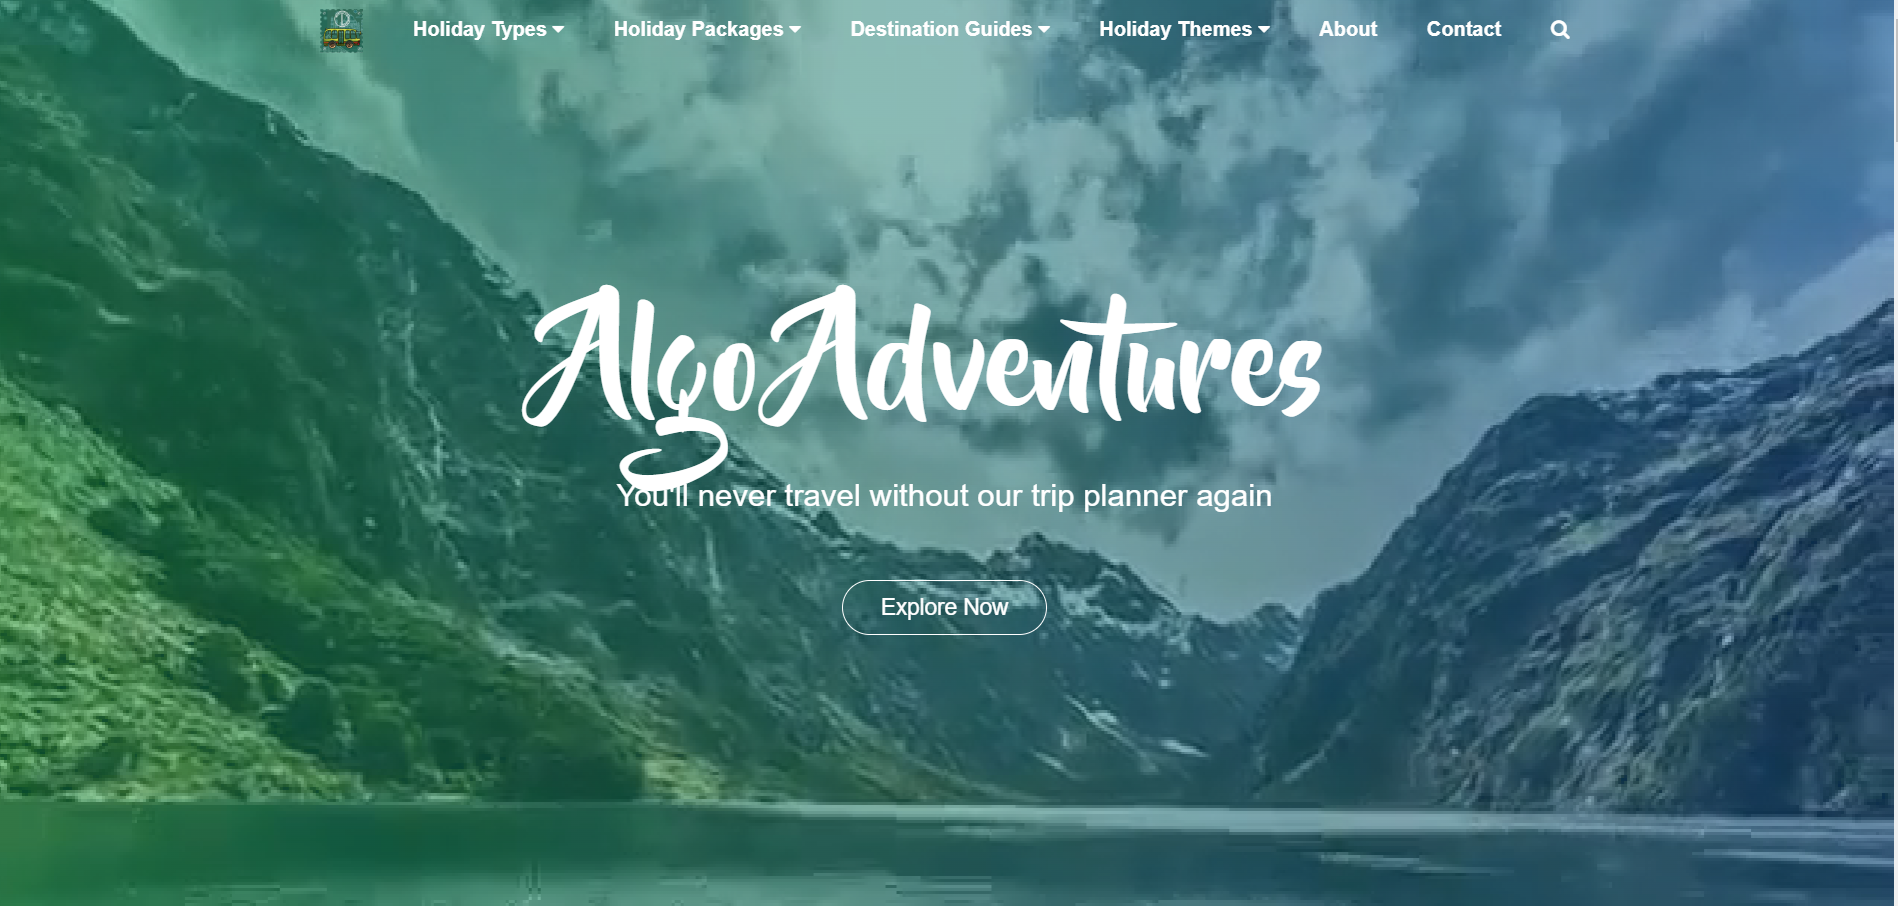 Holiday Types Holiday Packages Destination Guides Holiday Themes About Contact
AlgoAdventures
You'll never travel without our trip planner again
Explore Now